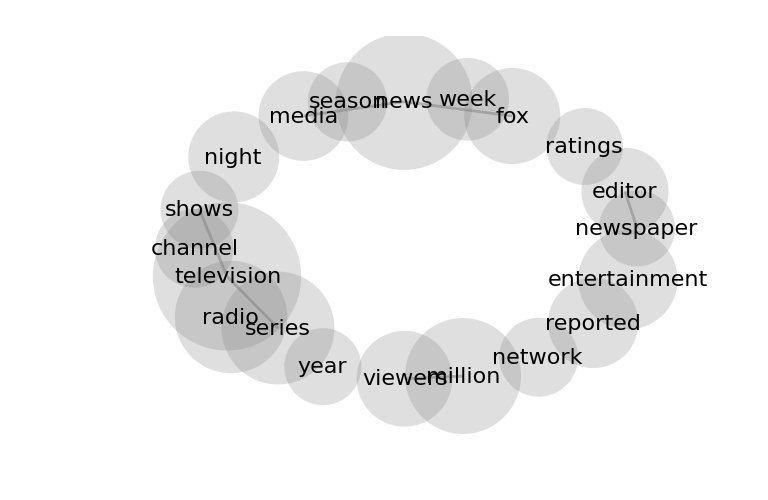 season
news
week
media
fox
ratings
night
editor
shows
newspaper
channel
television
entertainment
radio
series
reported
network
year
viewers
million